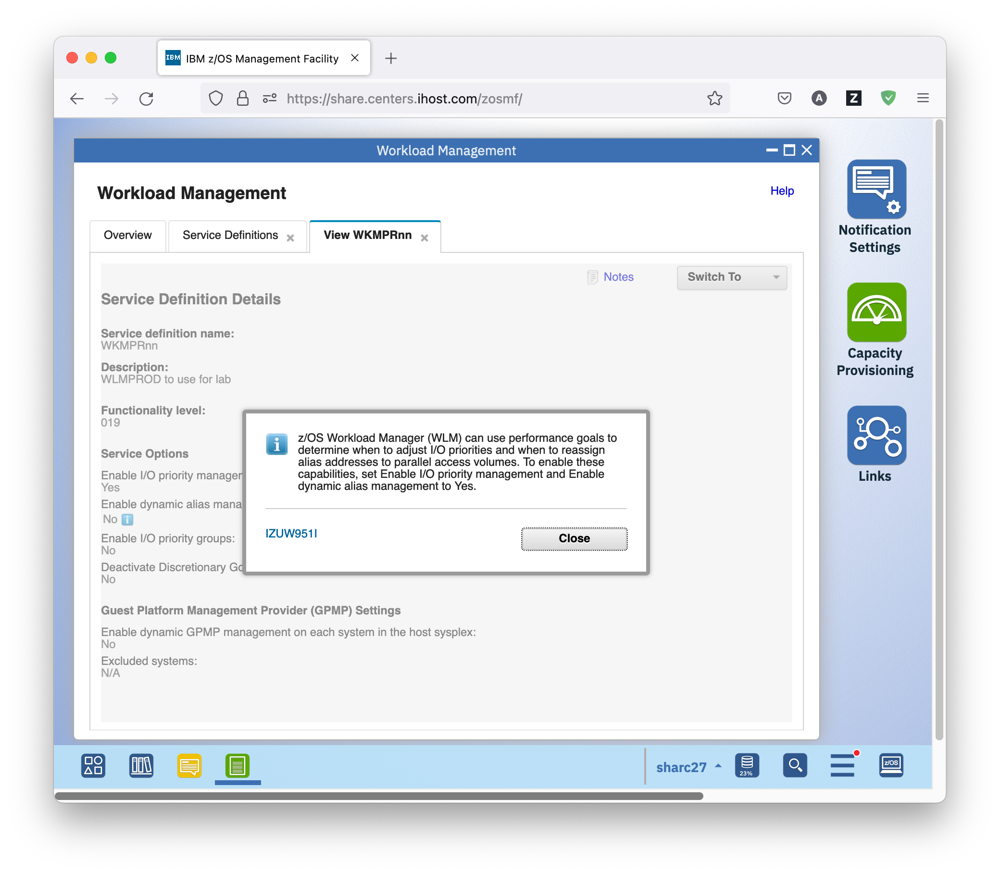 IBM IBM z/OS Management Facility
https://share.centers.ihost.com/zosmf/
A
Z
Workload Management
Workload Management
Help
Overview
Service Definitions
View WKMPRnn
Notes
Switch To
Service Definition Details
Service definition name:
WKMPRnn
Description:
WLMPROD to use for lab
Functionality level:
019
Service Options
Enable I/O priority manager
Yes
Enable dynamic alias mana
No
Enable I/O priority groups:
No
Deactivate Discretionary Go
No
Guest Platform Management Provider (GPMP) Settings
Enable dynamic GPMP management on each system in the host sysplex:
No
Excluded systems:
N/A
z/OS Workload Manager (WLM) can use performance goals to
determine when to adjust I/O priorities and when to reassign
alias addresses to parallel access volumes. To enable these
capabilities, set Enable I/O priority management and Enable
dynamic alias management to Yes.
IZUW951I
Close
Notification
Settings
Capacity
Provisioning
Links
sharc27
23%
z/OS